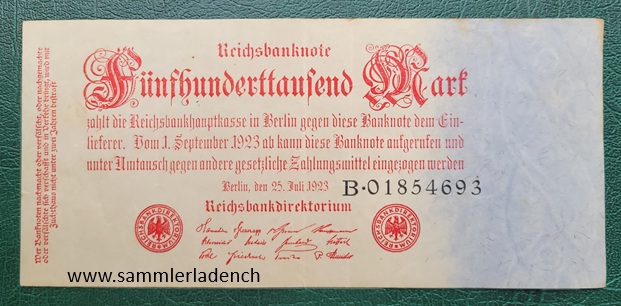 Reichsbanknote
Fünfhunderttausend Mark
zahlt die Reichsbankhauptkasse in Berlin gegen diese Banknote dem Ein-
lieferer. Vom 1. September 1923 ab kann diese Banknote aufgerufen und
unter Umtausch gegen andere gesetzliche Zahlungsmittel eingezogen werden
Berlin, den 25. Juli 1923
B·01854693
Reichsbankdirektorium
REICHSBANKDIREKTORIUM
REICHSBANKDIREKTORIUM
Wer Banknoten nachmacht oder verfälscht, oder nachgemachte
oder verfälschte sich verschafft und in Verkehr bringt, wird mit
Zuchthaus nicht unter zwei Jahren bestraft
www.sammlerladench